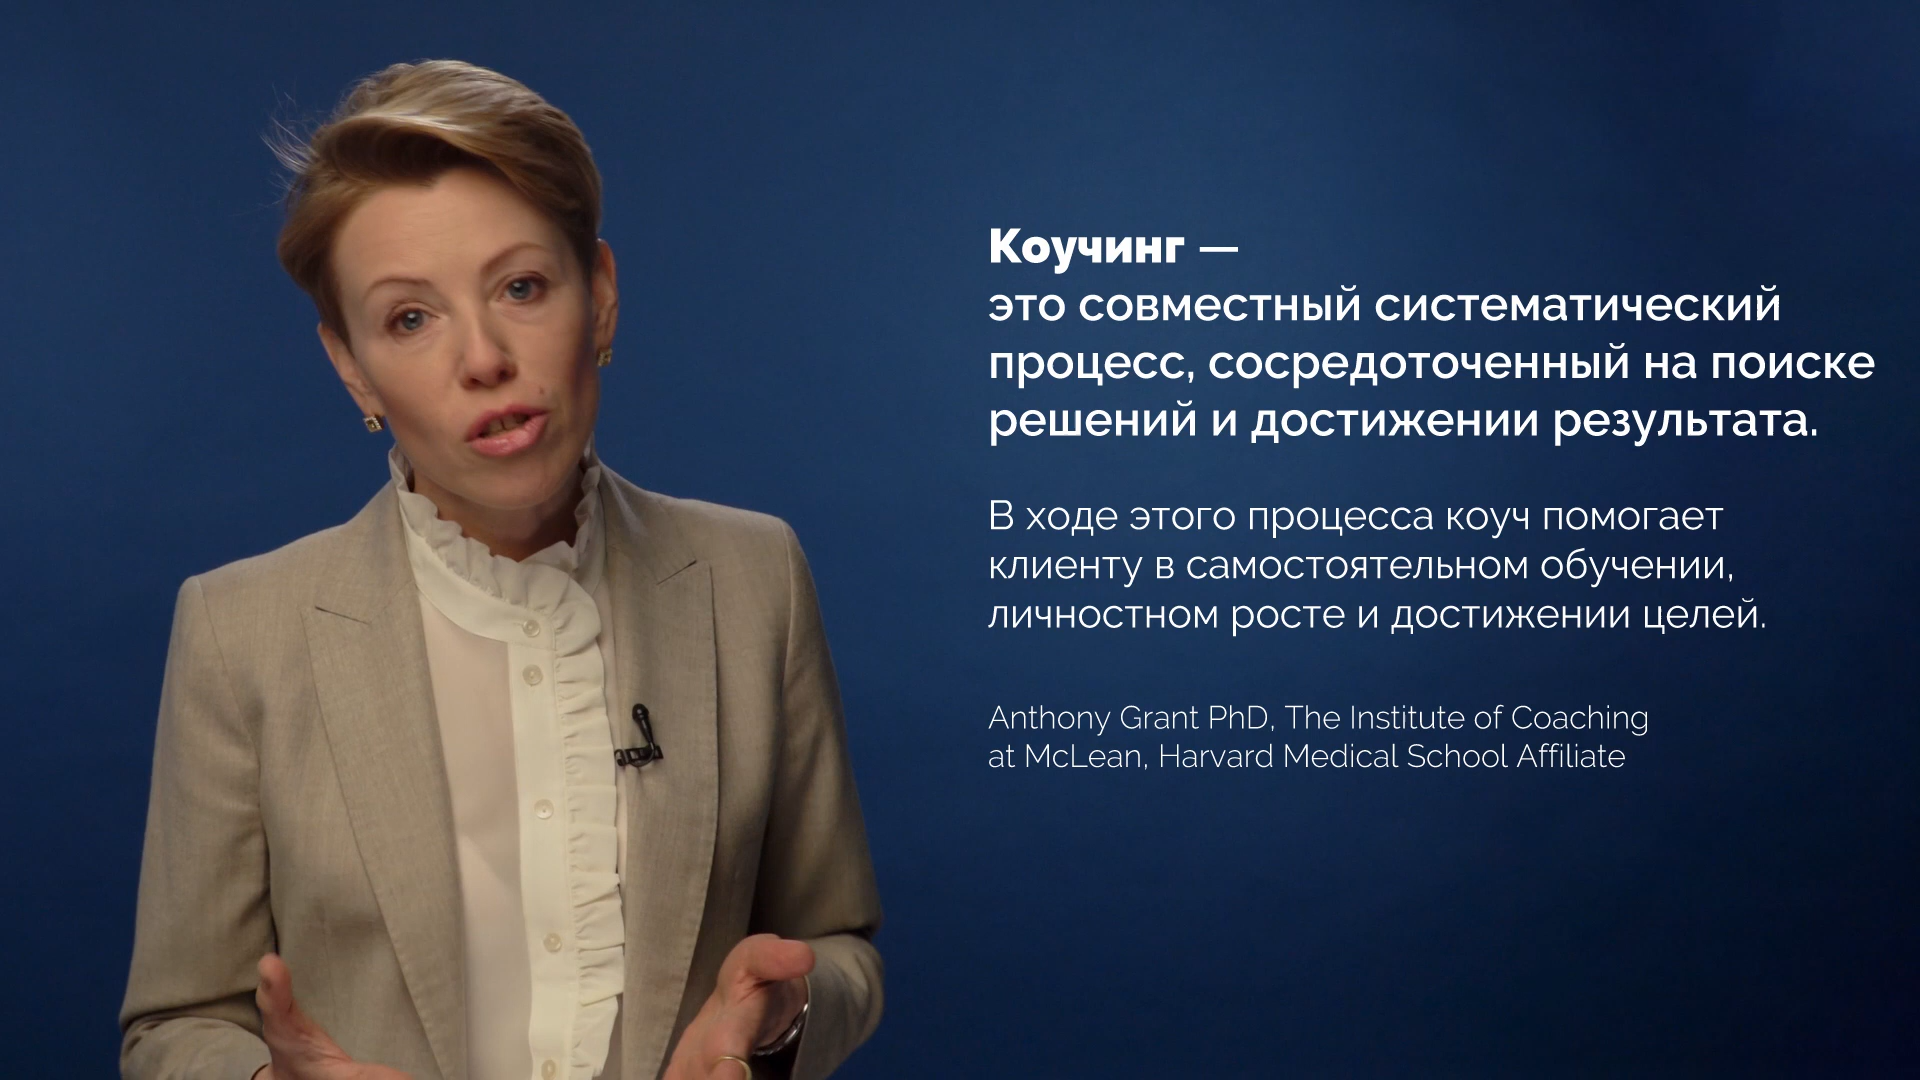 Коучинг —
это совместный систематический
процесс, сосредоточенный на поиске
решений и достижении результата.
В ходе этого процесса коуч помогает
клиенту в самостоятельном обучении,
личностном росте и достижении целей.
Anthony Grant PhD, The Institute of Coaching
at McLean, Harvard Medical School Affiliate